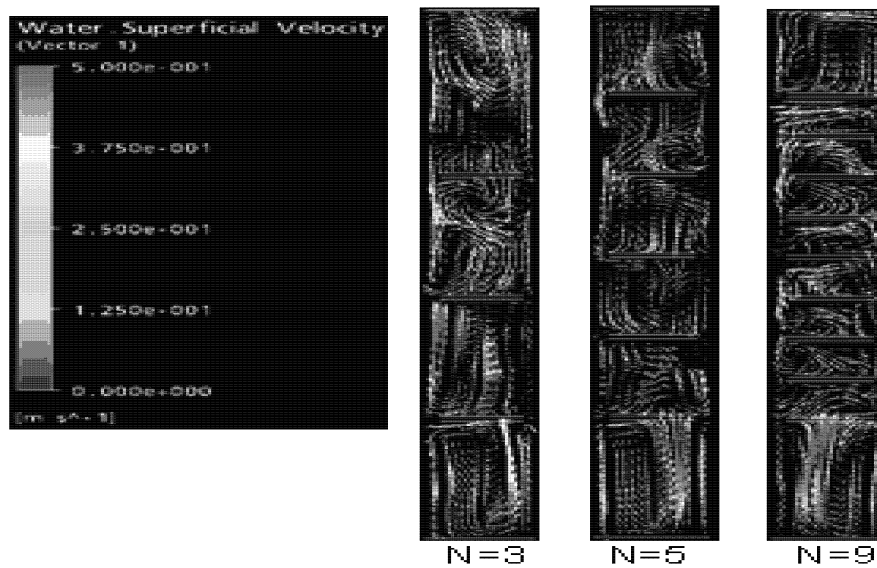 Water.Superficial Velocity
(Vector 1)
5.000e-001
3.750e-001
2.500e-001
1.250e-001
0.000e+000
[m s^-1]
N=3
N=5
N=9